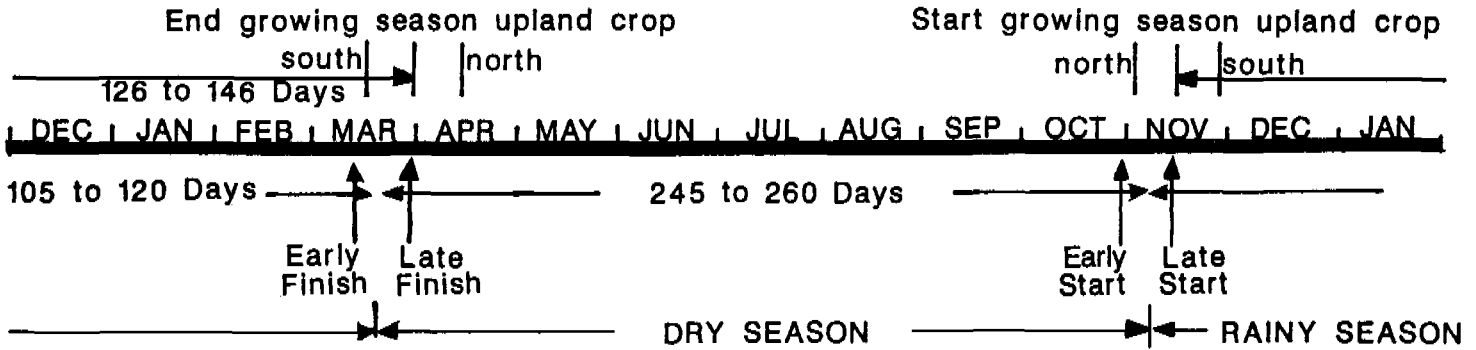 End growing season upland crop Start growing season upland crop
south north north south
126 to 146 Days
DEC JAN FEB MAR APR MAY JUN JUL AUG SEP OCT NOV DEC JAN
105 to 120 Days 245 to 260 Days
Early Late Early Late
Finish Finish Start Start
DRY SEASON RAINY SEASON